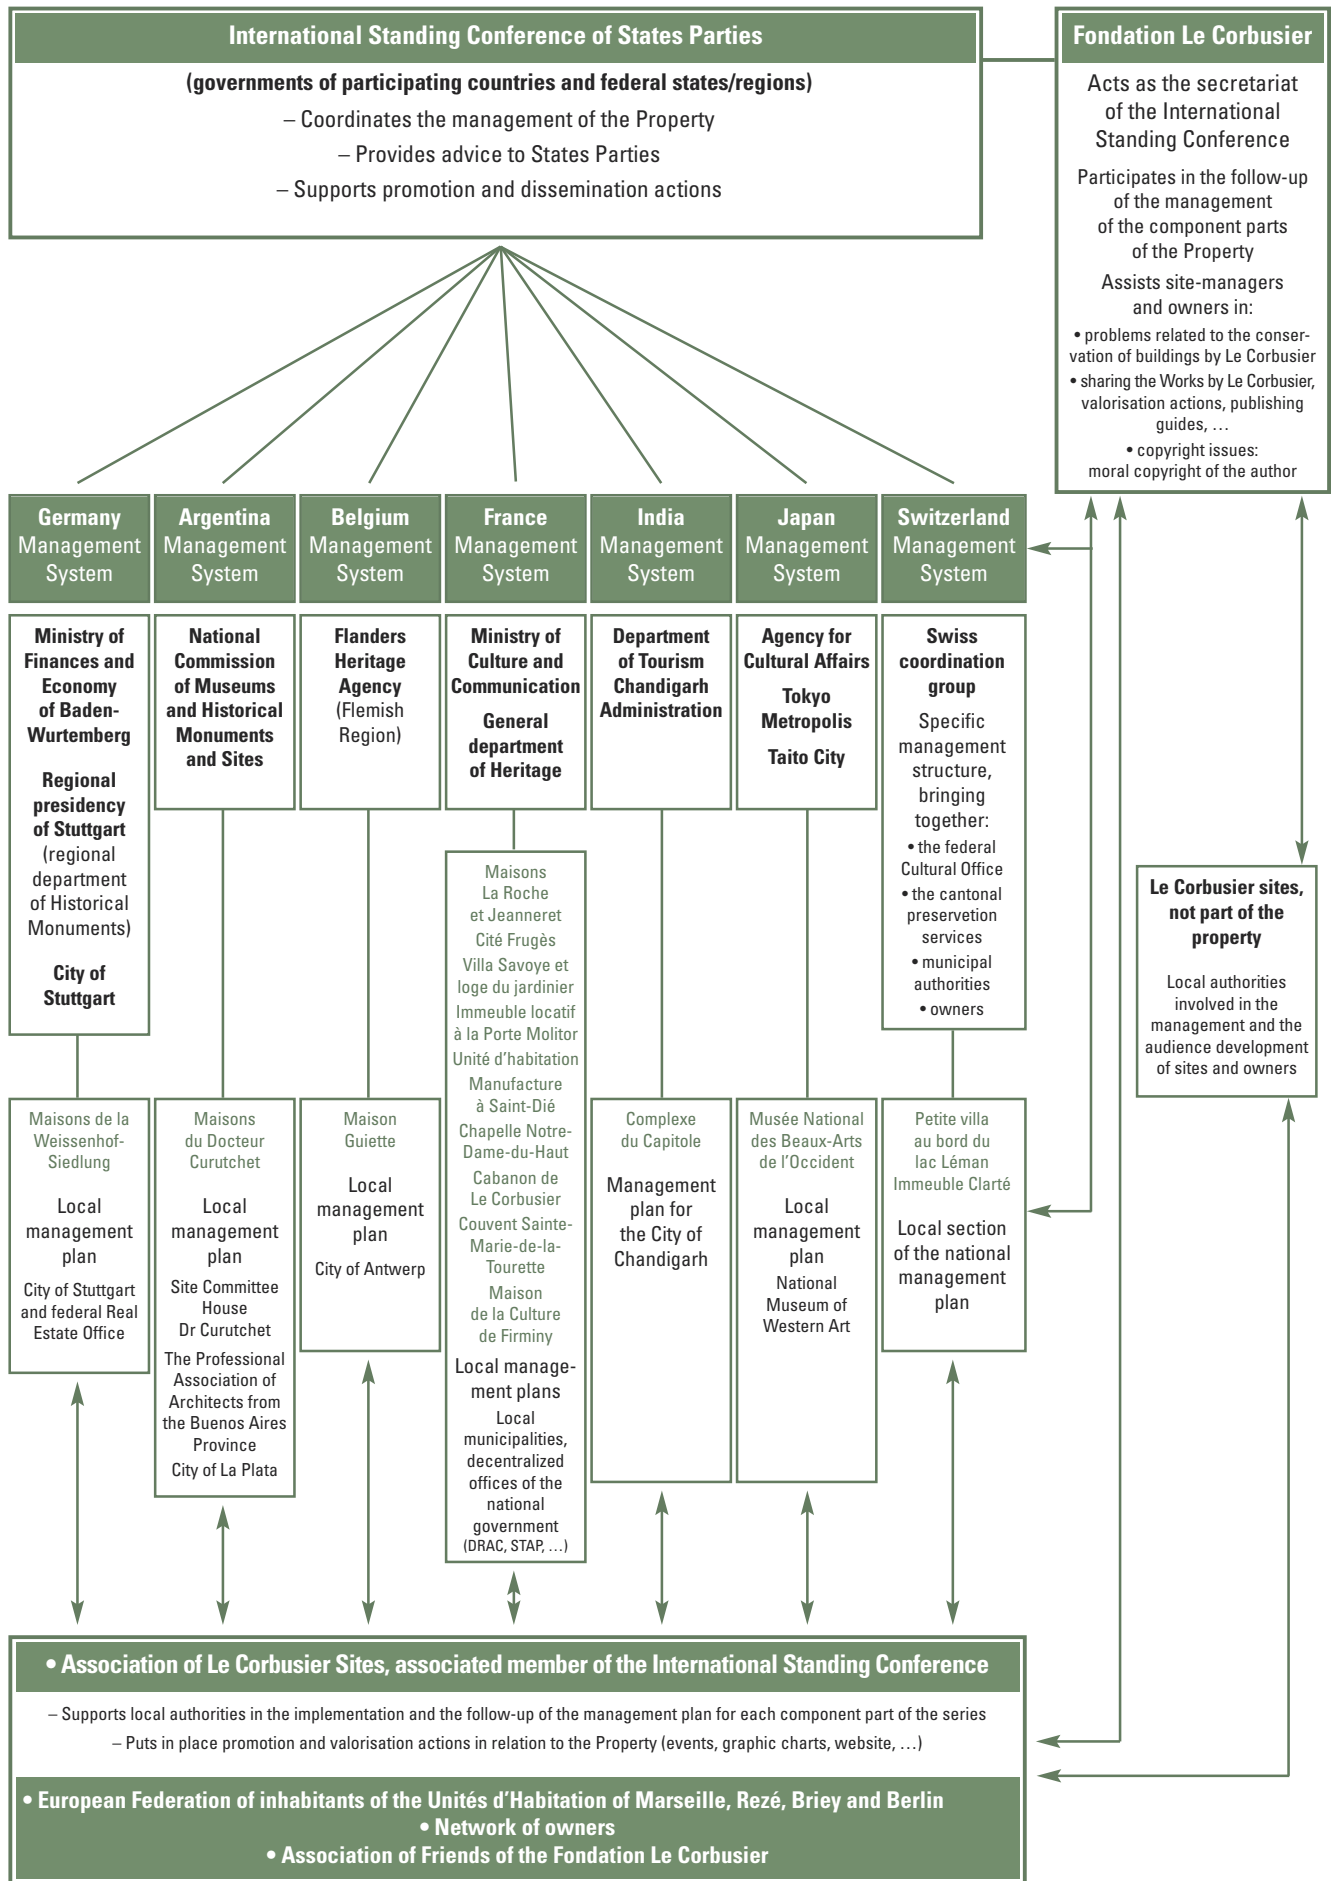 International Standing Conference of States Parties
(governments of participating countries and federal states/regions)
– Coordinates the management of the Property
– Provides advice to States Parties
– Supports promotion and dissemination actions
Fondation Le Corbusier
Acts as the secretariat
of the International
Standing Conference
Participates in the follow-up
of the management
of the component parts
of the Property
Assists site-managers
and owners in:
• problems related to the conser-
vation of buildings by Le Corbusier
• sharing the Works by Le Corbusier,
valorisation actions, publishing
guides, …
• copyright issues:
moral copyright of the author
Germany
Management
System
Ministry of
Finances and
Economy
of Baden-
Wurtemberg
Regional
presidency
of Stuttgart
(regional
department
of Historical
Monuments)
City of
Stuttgart
Maisons de la
Weissenhof-
Siedlung
Local
management
plan
City of Stuttgart
and federal Real
Estate Office
Argentina
Management
System
National
Commission
of Museums
and Historical
Monuments
and Sites
Maisons
du Docteur
Curutchet
Local
management
plan
Site Committee
House
Dr Curutchet
The Professional
Association of
Architects from
the Buenos Aires
Province
City of La Plata
Belgium
Management
System
Flanders
Heritage
Agency
(Flemish
Region)
Maison
Guiette
Local
management
plan
City of Antwerp
France
Management
System
Ministry of
Culture and
Communication
General
department
of Heritage
Maisons
La Roche
et Jeanneret
Cité Frugès
Villa Savoye et
loge du jardinier
Immeuble locatif
à la Porte Molitor
Unité d’habitation
Manufacture
à Saint-Dié
Chapelle Notre-
Dame-du-Haut
Cabanon de
Le Corbusier
Couvent Sainte-
Marie-de-la-
Tourette
Maison
de la Culture
de Firminy
Local manage-
ment plans
Local
municipalities,
decentralized
offices of the
national
government
(DRAC, STAP, …)
India
Management
System
Department
of Tourism
Chandigarh
Administration
Complexe
du Capitole
Management
plan for
the City of
Chandigarh
Japan
Management
System
Agency for
Cultural Affairs
Tokyo
Metropolis
Taito City
Musée National
des Beaux-Arts
de l’Occident
Local
management
plan
National
Museum of
Western Art
Switzerland
Management
System
Swiss
coordination
group
Specific
management
structure,
bringing
together:
• the federal
Cultural Office
• the cantonal
preservetion
services
• municipal
authorities
• owners
Petite villa
au bord du
lac Léman
Immeuble Clarté
Local section
of the national
management
plan
Le Corbusier sites,
not part of the
property
Local authorities
involved in the
management and the
audience development
of sites and owners
• Association of Le Corbusier Sites, associated member of the International Standing Conference
– Supports local authorities in the implementation and the follow-up of the management plan for each component part of the series
– Puts in place promotion and valorisation actions in relation to the Property (events, graphic charts, website, …)
• European Federation of inhabitants of the Unités d’Habitation of Marseille, Rezé, Briey and Berlin
• Network of owners
• Association of Friends of the Fondation Le Corbusier